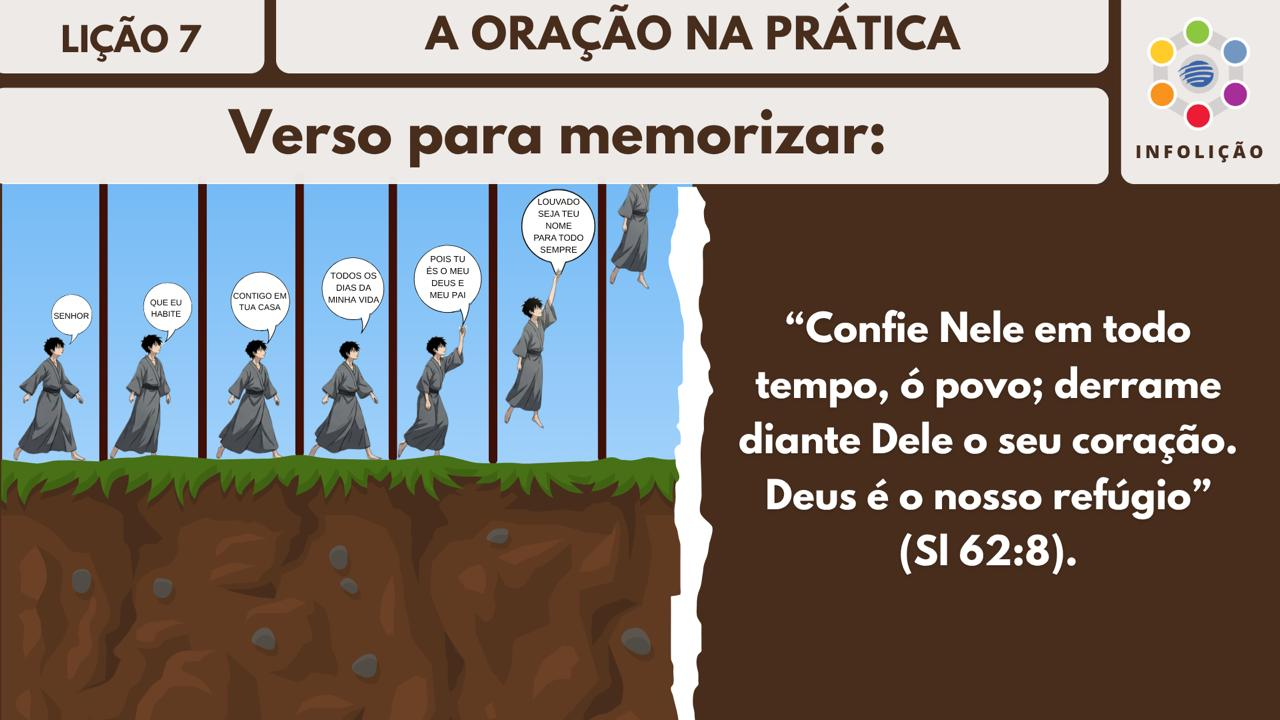 LIÇÃO 7
A ORAÇÃO NA PRÁTICA
INFOLIÇÃO
Verso para memorizar:
SENHOR
QUE EU
HABITE
CONTIGO EM
TUA CASA
TODOS OS
DIAS DA
MINHA VIDA
POIS TU
ÉS O MEU
DEUS E
MEU PAI
LOUVADO
SEJA TEU
NOME
PARA TODO
SEMPRE
“Confie Nele em todo
tempo, ó povo; derrame
diante Dele o seu coração.
Deus é o nosso refúgio”
(Sl 62:8).